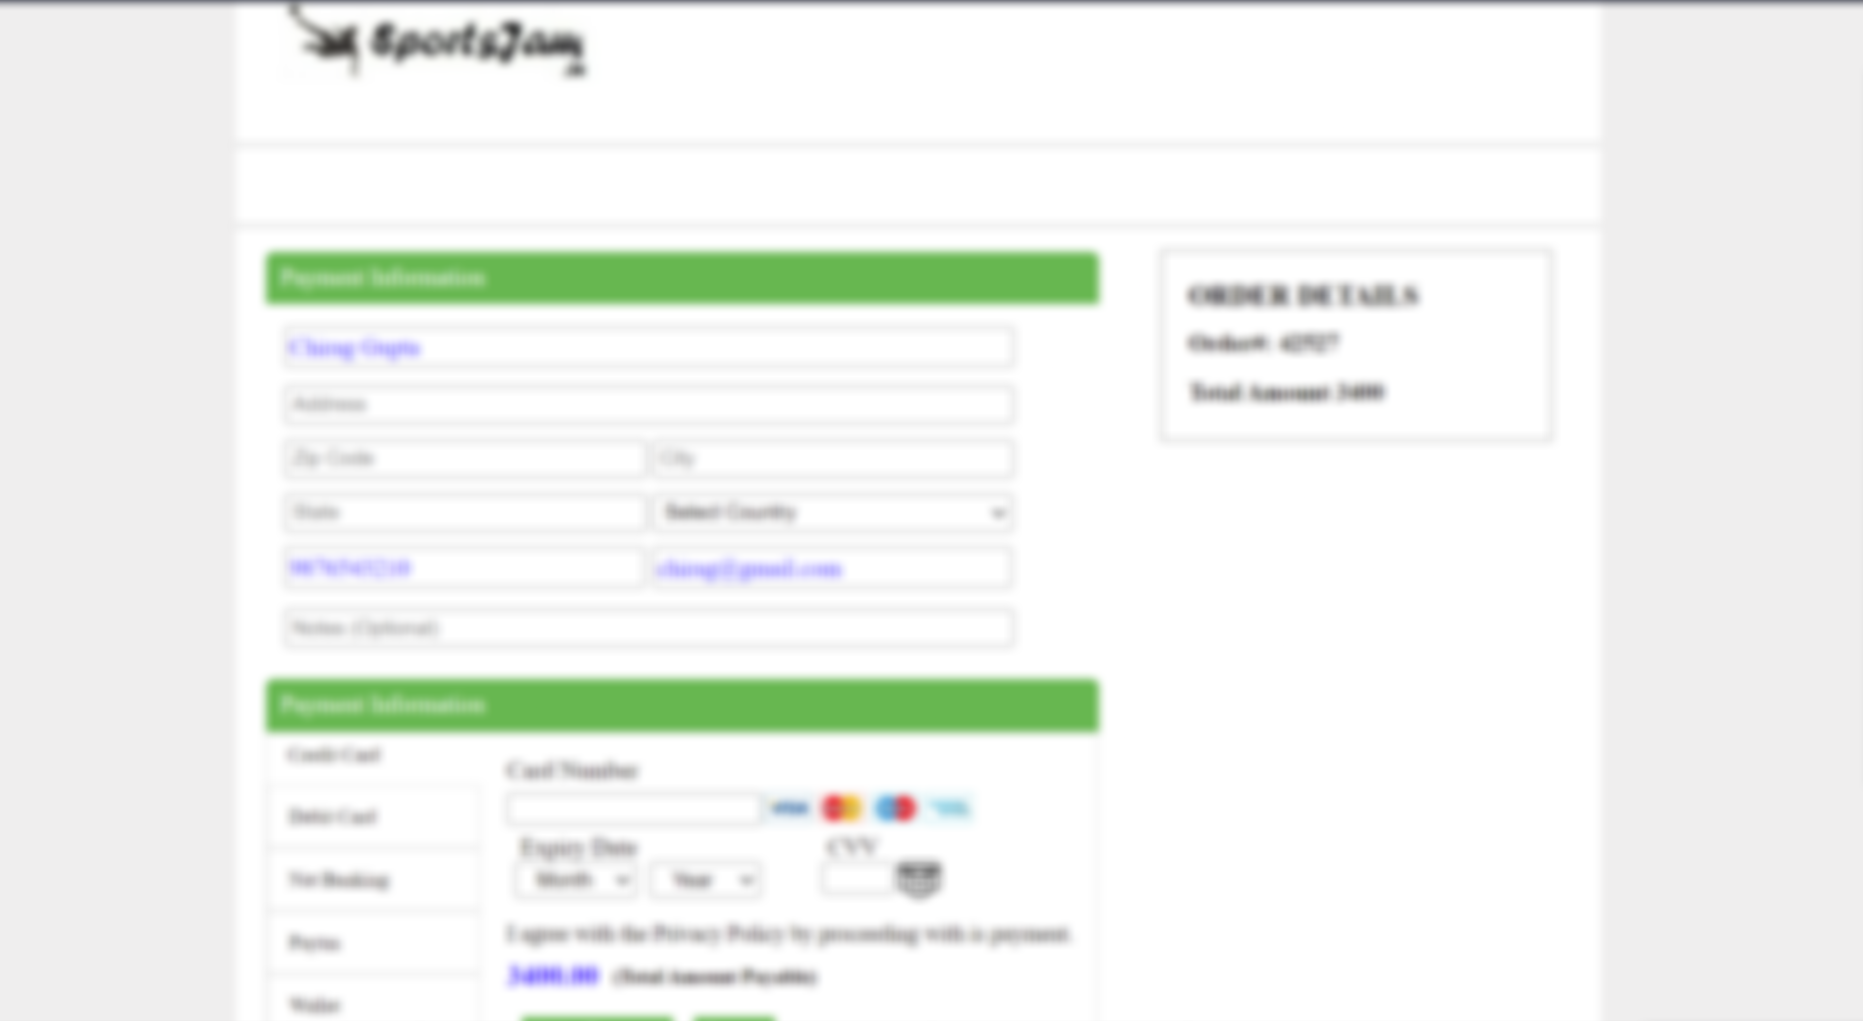 SportsJam
Payment Information
ORDER DETAILS
Chirag Gupta
Order#: 42527
Address
Total Amount 3400
Zip Code City
State Select Country
9876543210 chirag@gmail.com
Notes (Optional)
Payment Information
Credit Card
Card Number
Debit Card
VISA
Expiry Date CVV
Net Banking
Month Year
Paytm
I agree with the Privacy Policy by proceeding with is payment.
3400.00 (Total Amount Payable)
Wallet